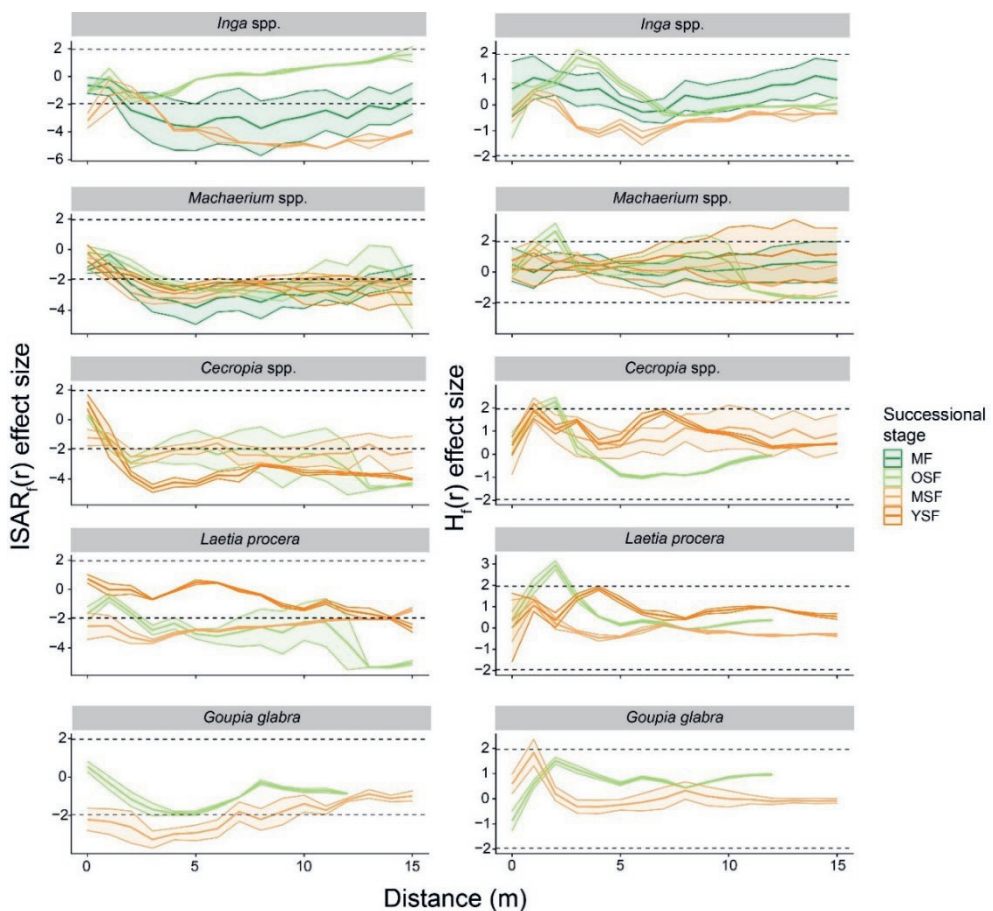 Inga spp.
2
0
−2
−4
−6
Inga spp.
2
1
0
−1
−2
Machaerium spp.
2
0
−2
−4
Machaerium spp.
2
0
−2
Cecropia spp.
2
0
−2
−4
Cecropia spp.
2
1
0
−1
−2
Laetia procera
2
0
−2
−4
Laetia procera
3
2
1
0
−1
−2
Goupia glabra
2
0
−2
0
5
10
15
Goupia glabra
2
1
0
−1
−2
0
5
10
15
ISARf(r) effect size
Hf(r) effect size
Distance (m)
Successional
stage
MF
OSF
MSF
YSF